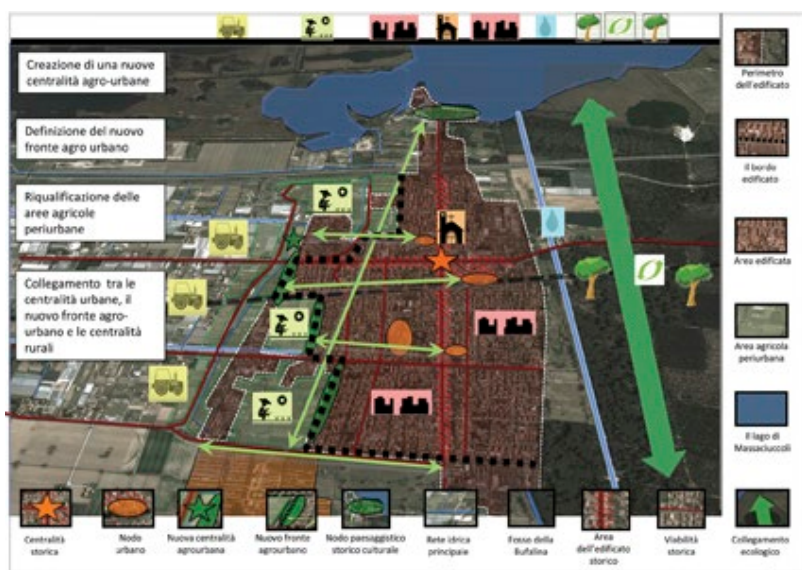 Creazione di una nuove
centralità agro-urbane
Definizione del nuovo
fronte agro urbano
Riqualificazione delle
aree agricole
periurbane
Collegamento tra le
centralità urbane, il
nuovo fronte agro-
urbano e le centralità
rurali
Perimetro
dell'edificato
Il bordo
edificato
Area edificata
Area agricola
periurbana
Il lago di
Massaciuccoli
Collegamento
ecologico
Centralità
storica
Nodo
urbano
Nuova centralità
agrourbana
Nuovo fronte
agrourbano
Nodo paesaggistico
storico culturale
Rete idrica
principale
Fosso della
Bufalina
Area
dell'edificato
storico
Viabilità
storica